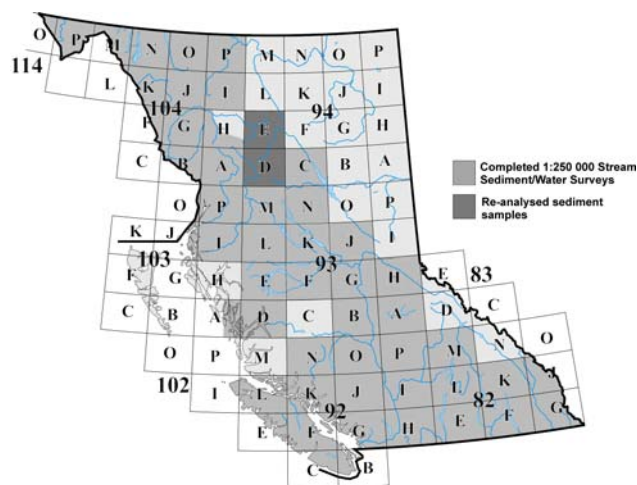 O P M N O P M N O P
114
L K J I L K J I
104 94
F G H E F G H
C B A D C B A
Completed 1:250 000 Stream
Sediment/Water Surveys
Re-analysed sediment
samples
O P M N O P
K J I L K J I
103 93 83
F G H E F G H E
C B A D C B A D C
O P M N O P M N O
102 92 82
I L K J I L K J
E F G H E F G
C B